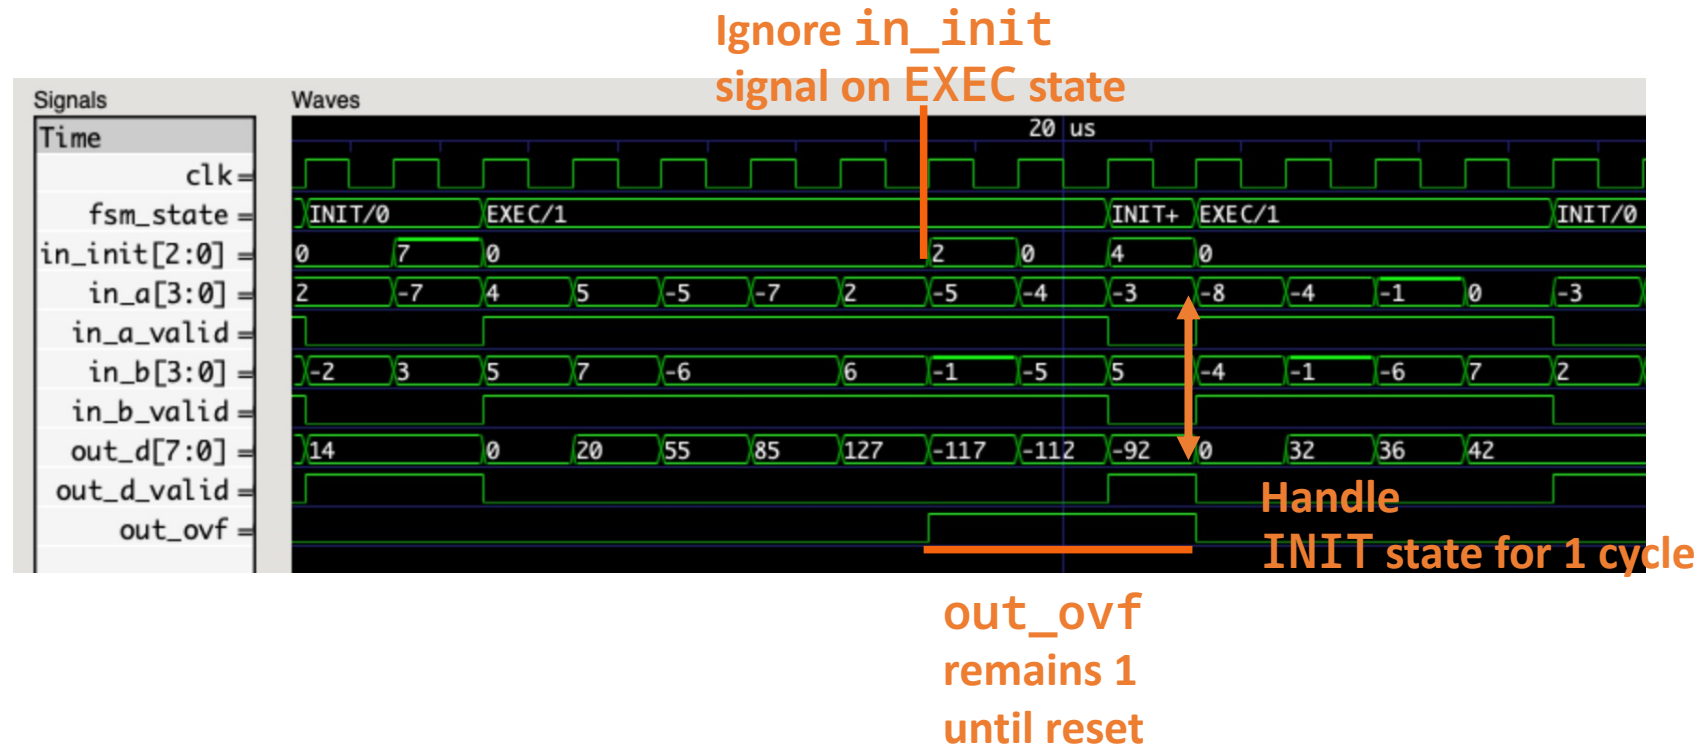 Ignore in_init
signal on EXEC state
Signals
Waves
Time
20 us
clk=
fsm_state = INIT/0 EXEC/1 INIT+ EXEC/1 INIT/0
in_init[2:0] = 0 7 0 2 0 4 0
in_a[3:0] = 2 -7 4 5 -5 -7 2 -5 -4 -3 -8 -4 -1 0 -3
in_a_valid =
in_b[3:0] = -2 3 5 7 -6 6 -1 -5 5 -4 -1 -6 7 2
in_b_valid =
out_d[7:0] = 14 0 20 55 85 127 -117 -112 -92 0 32 36 42
out_d_valid =
out_ovf =
Handle
INIT state for 1 cycle
out_ovf
remains 1
until reset